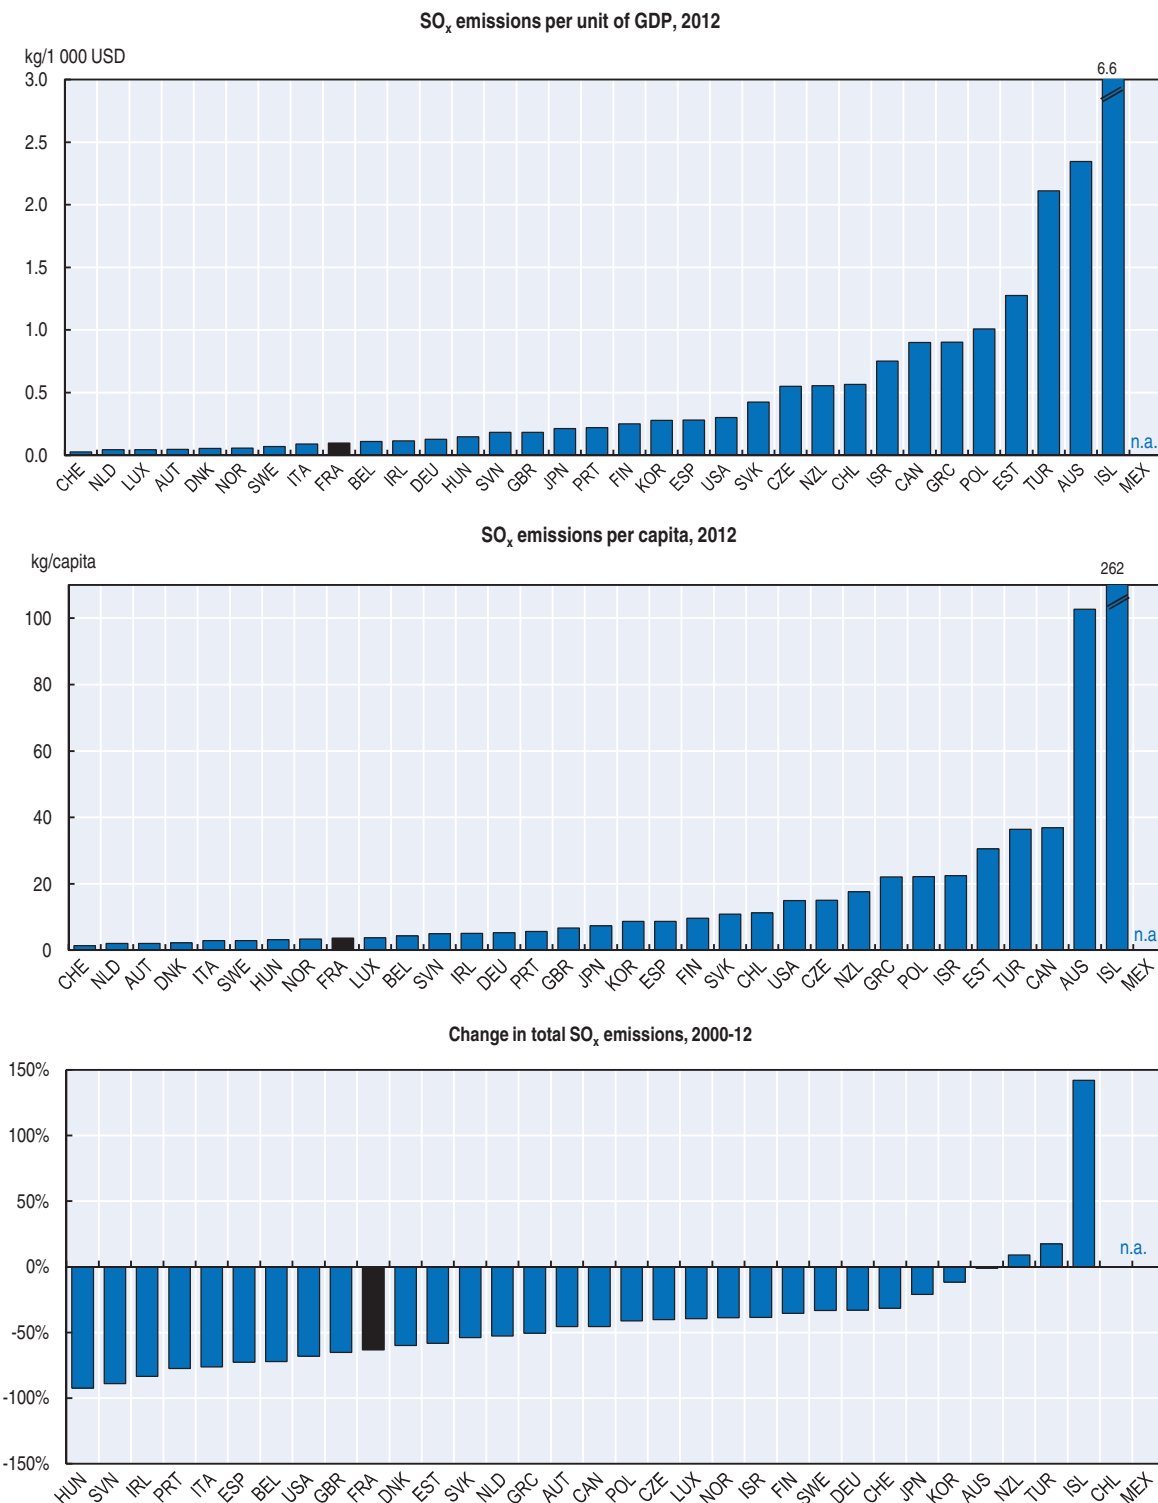 SOx emissions per unit of GDP, 2012
kg/1 000 USD
6.6
3.0
2.5
2.0
1.5
1.0
0.5
0.0
n.a.
CHE NLD LUX AUT DNK NOR SWE ITA FRA BEL IRL DEU HUN SVN GBR JPN PRT FIN KOR ESP USA SVK CZE NZL CHL ISR CAN GRC POL EST TUR AUS ISL MEX
SOx emissions per capita, 2012
kg/capita
262
100
80
60
40
20
0
n.a
CHE NLD AUT DNK ITA SWE HUN NOR FRA LUX BEL SVN IRL DEU PRT GBR JPN KOR ESP FIN SVK CHL USA CZE NZL GRC POL ISR EST TUR CAN AUS ISL MEX
Change in total SOx emissions, 2000-12
150%
100%
50%
n.a.
0%
-50%
-100%
-150%
HUN SVN IRL PRT ITA ESP BEL USA GBR FRA DNK EST SVK NLD GRC AUT CAN POL CZE LUX NOR ISR FIN SWE DEU CHE JPN KOR AUS NZL TUR ISL CHL MEX